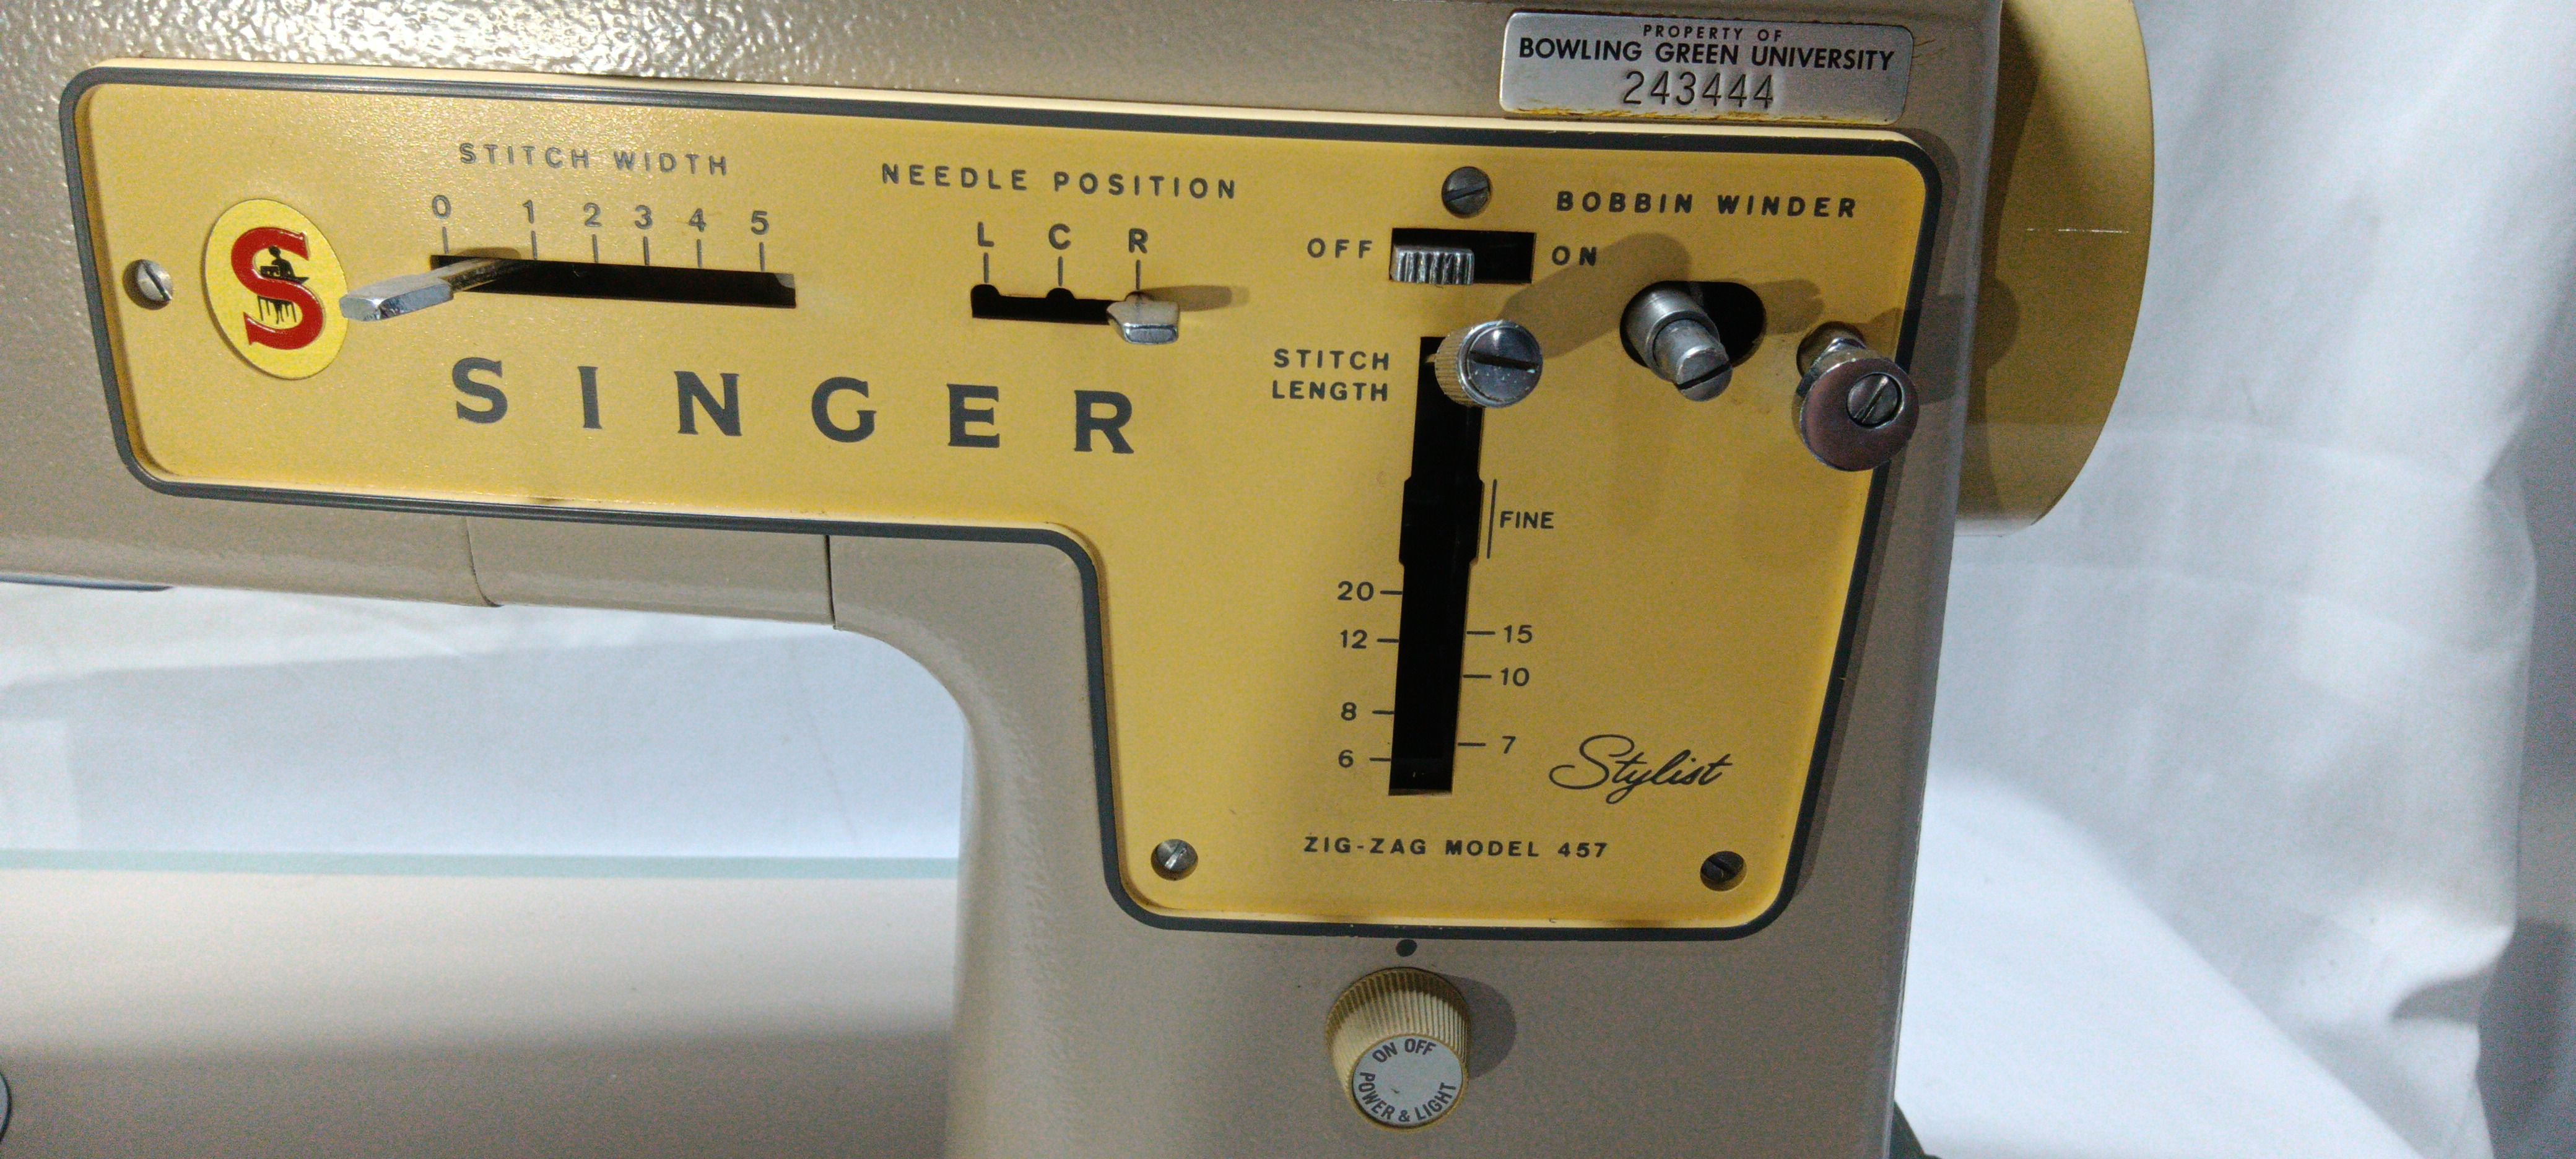 PROPERTY OF
BOWLING GREEN UNIVERSITY
243444
STITCH WIDTH
0 1 2 3 4 5
NEEDLE POSITION
L C R
BOBBIN WINDER
OFF ON
S
SINGER
STITCH
LENGTH
FINE
20
15
12
10
8
7
6
Stylist
ZIG-ZAG MODEL 457
ON OFF
POWER & LIGHT